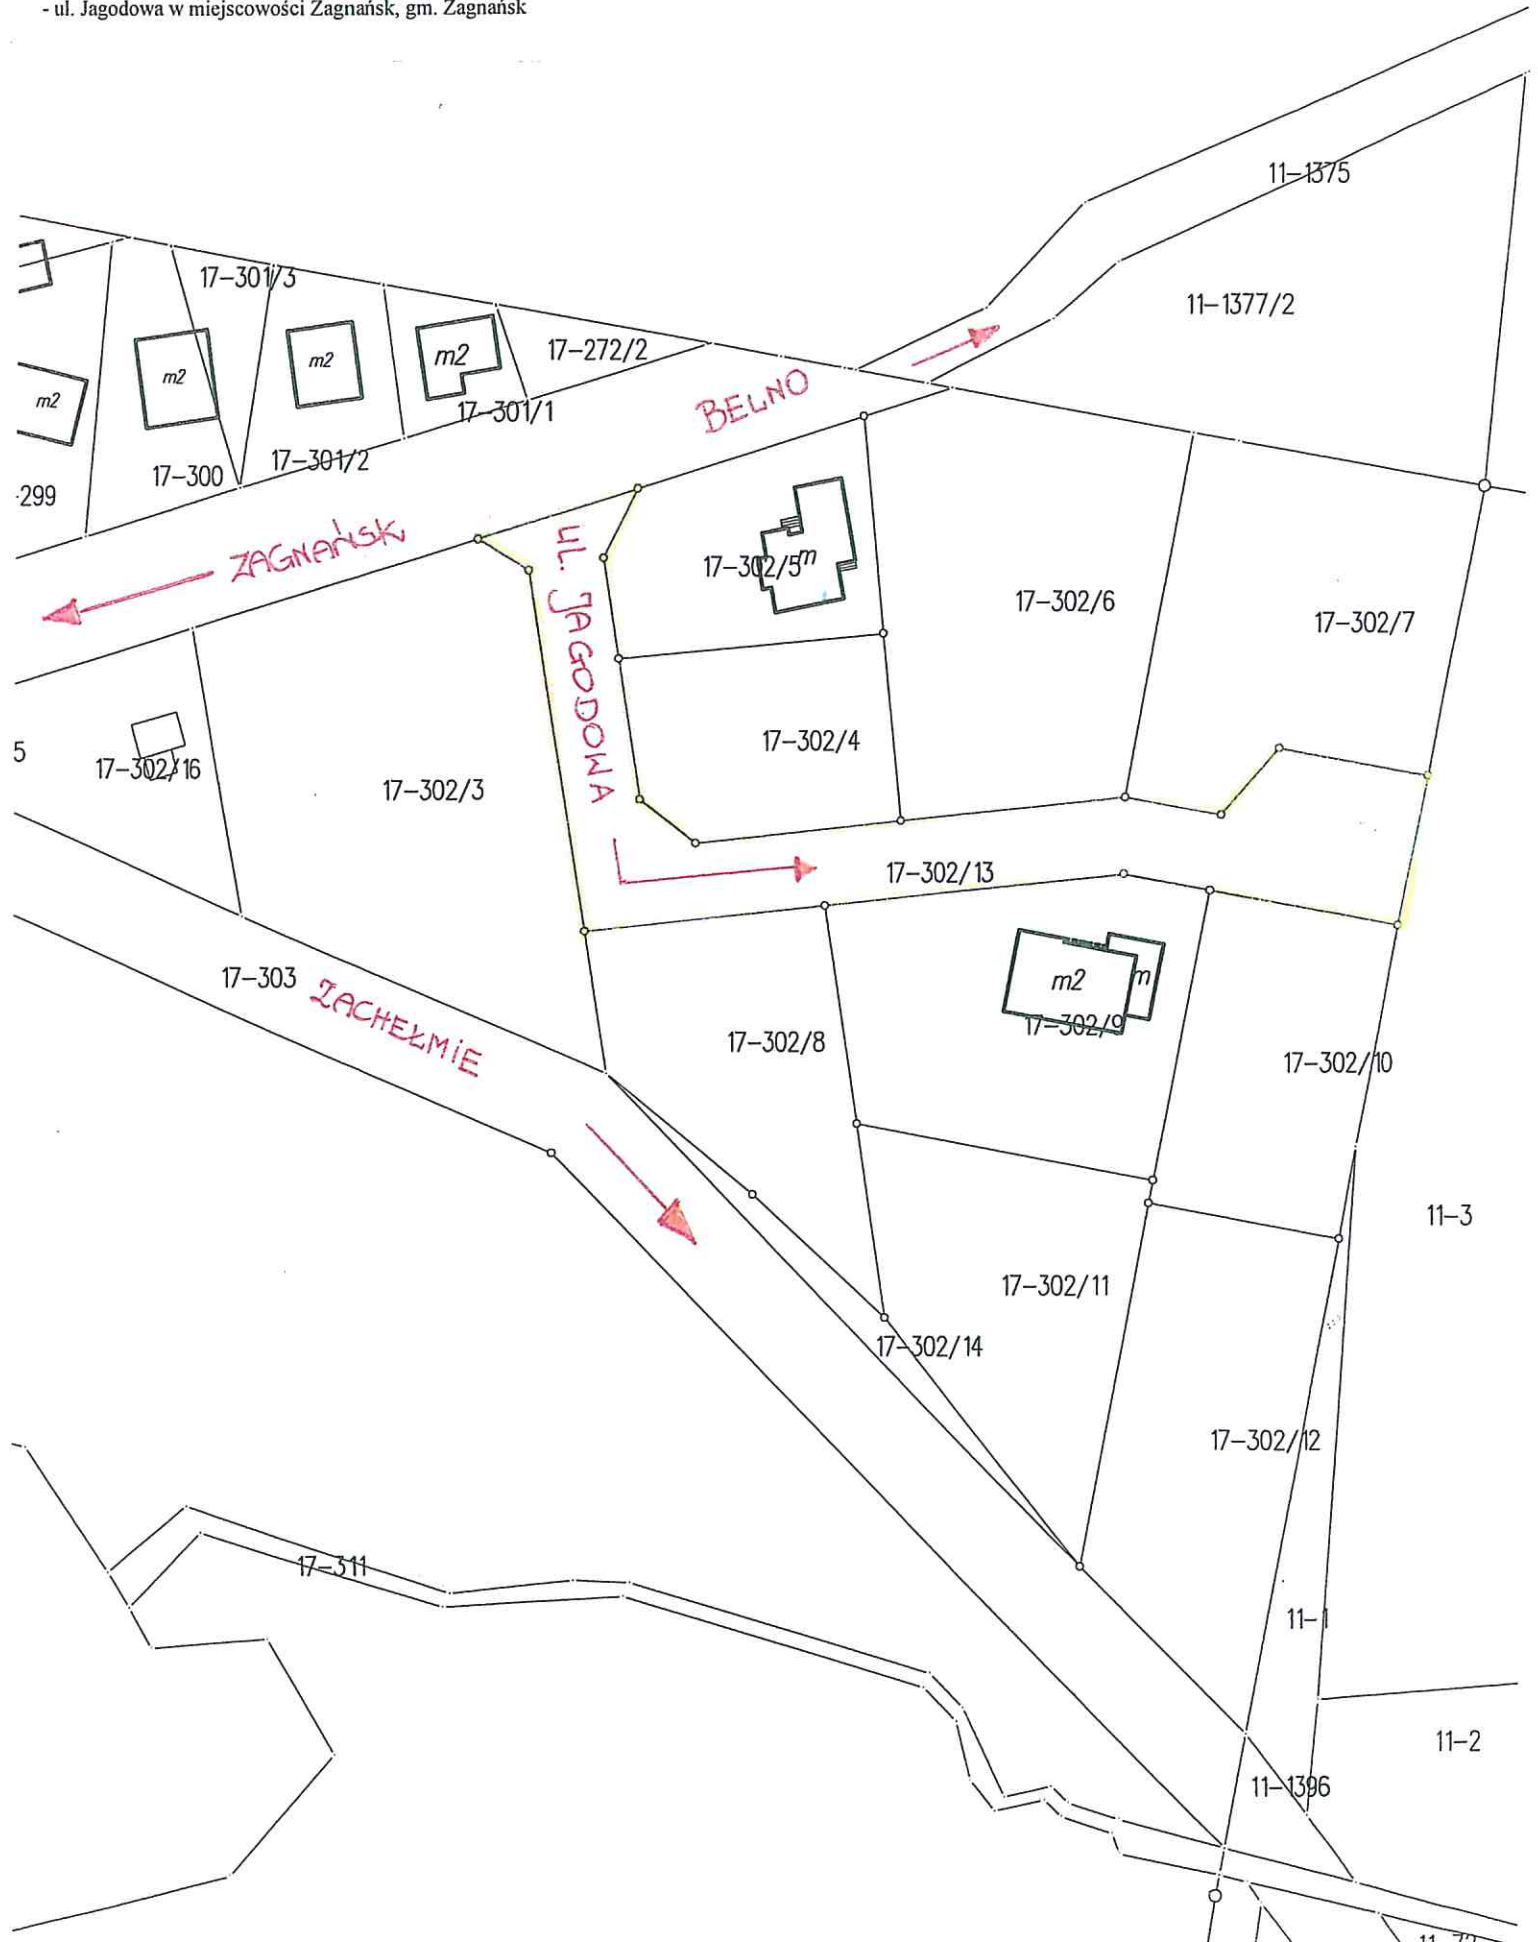 - ul. Jagodowa w miejscowości Zagnańsk, gm. Zagnańsk
11-1375
17-301/3
11-1377/2
17-272/2
m2
m2
m2
m2
BELNO
17-301/1
17-301/2
17-300
299
ZAGNAŃSK
UL. JAGODOWA
17-302/5
m
17-302/6
17-302/7
17-302/4
5
17-302/16
17-302/3
17-302/13
17-303
ZACHEŁMIE
m2
m
17-302/9
17-302/8
17-302/10
11-3
17-302/11
17-302/14
17-302/12
17-311
11-1
11-2
11-1396